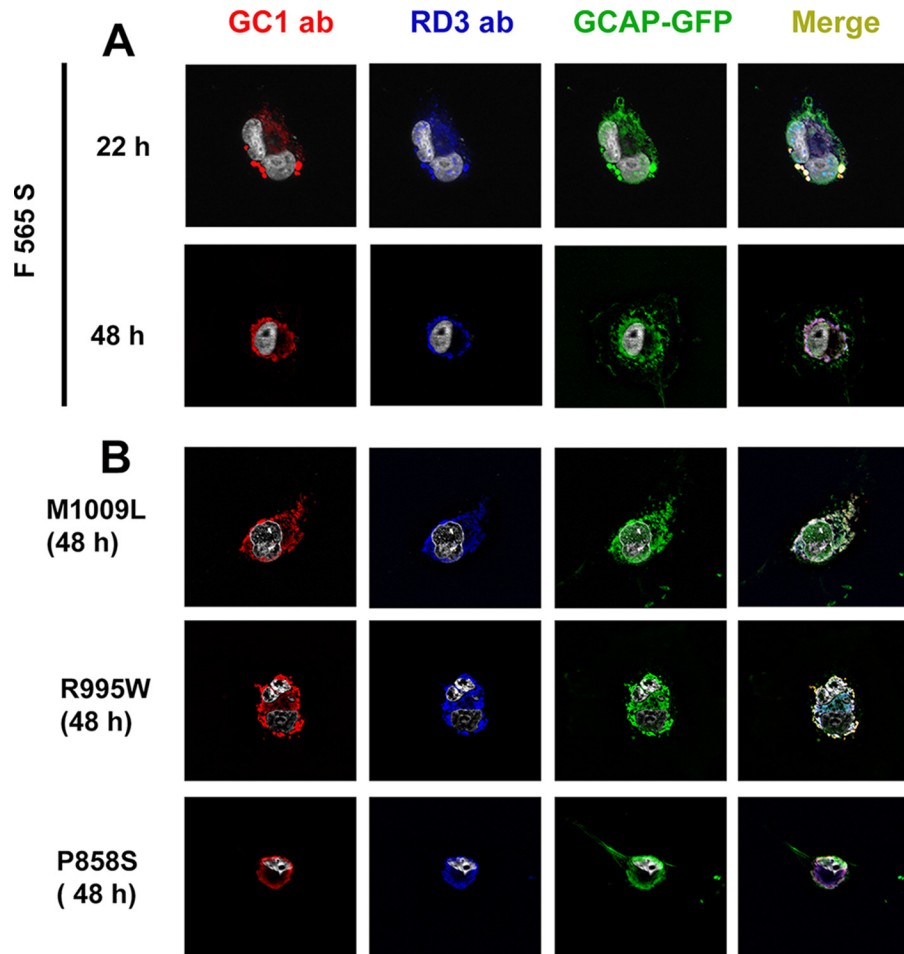 A
GC1 ab RD3 ab GCAP-GFP Merge
F 565 S
22 h
48 h
B
M1009L
(48 h)
R995W
(48 h)
P858S
( 48 h)